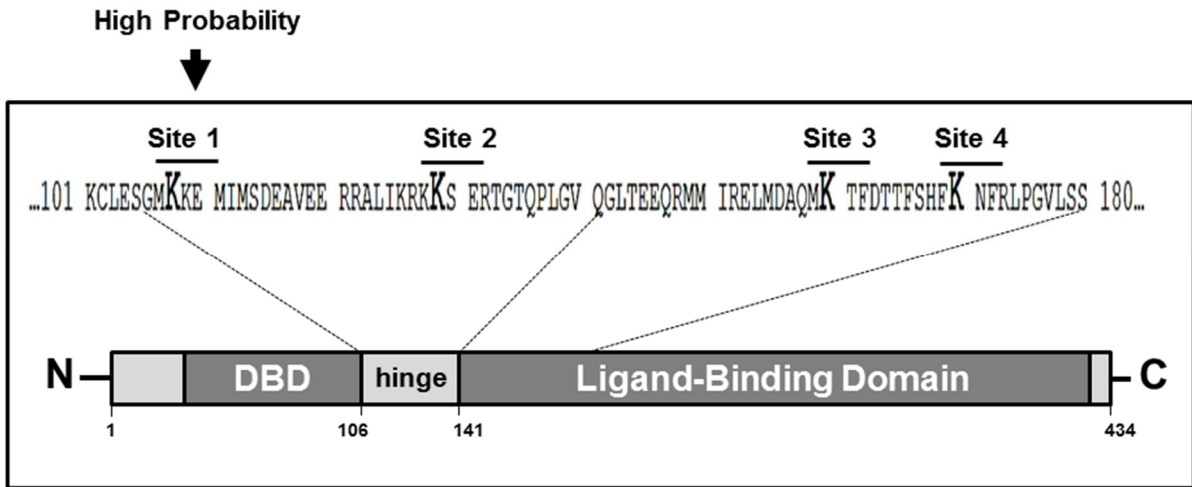 High Probability
Site 1 Site 2 Site 3 Site 4
...101 KCLESGMKKE MIMSDEAVEE RRALIKRKKS ERTGTQPLGV QGLTEEQRMM IRELMDAQMK TFDTTFSHFK NFRLPGVLSS 180...
N DBD hinge Ligand-Binding Domain C
1 106 141 434